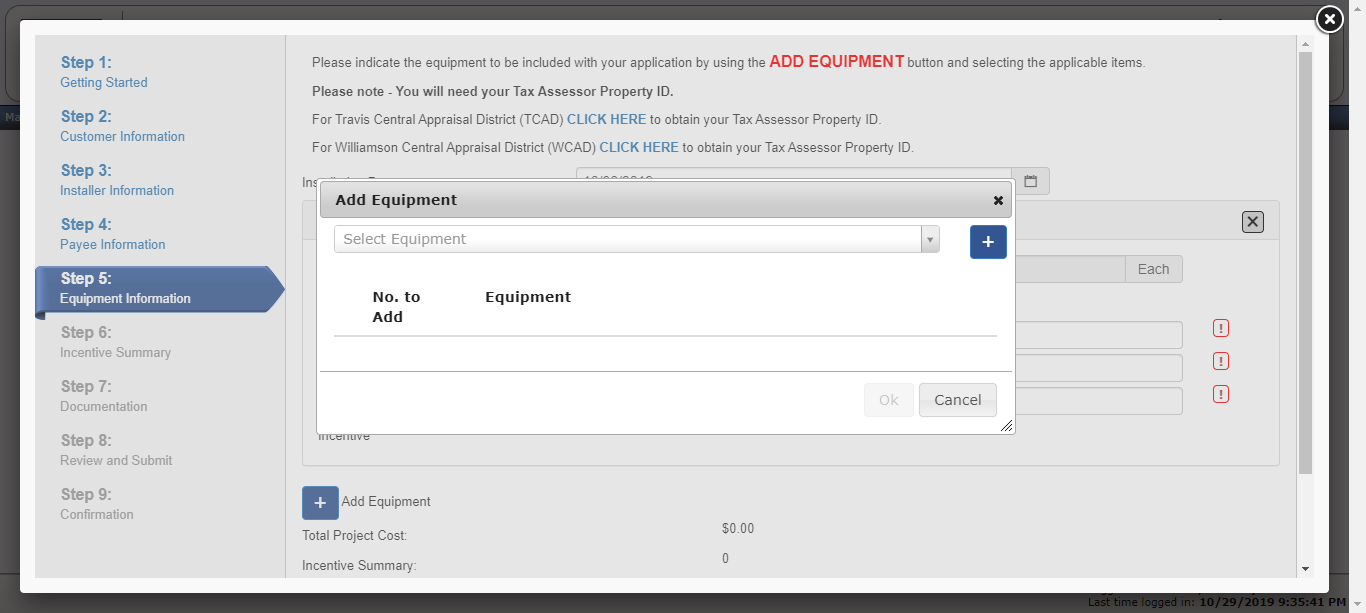 Ma
Step 1:
Getting Started
Step 2:
Customer Information
Step 3:
Installer Information
Step 4:
Payee Information
Step 5:
Equipment Information
Step 6:
Incentive Summary
Step 7:
Documentation
Step 8:
Review and Submit
Step 9:
Confirmation
Please indicate the equipment to be included with your application by using the ADD EQUIPMENT button and selecting the applicable items.
Please note - You will need your Tax Assessor Property ID.
For Travis Central Appraisal District (TCAD) CLICK HERE to obtain your Tax Assessor Property ID.
For Williamson Central Appraisal District (WCAD) CLICK HERE to obtain your Tax Assessor Property ID.
Add Equipment
Select Equipment
+
Each
No. to Add
Equipment
!
!
!
Ok
Cancel
Incentive
+ Add Equipment
Total Project Cost:
$0.00
Incentive Summary:
0
Last time logged in: 10/29/2019 9:35:41 PM